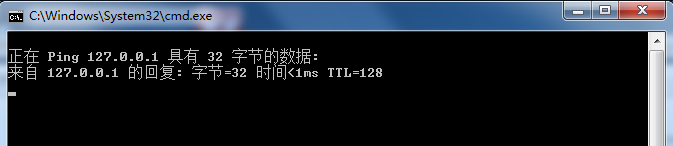 C:\Windows\System32\cmd.exe
正在 Ping 127.0.0.1 具有 32 字节的数据:
来自 127.0.0.1 的回复: 字节=32 时间<1ms TTL=128